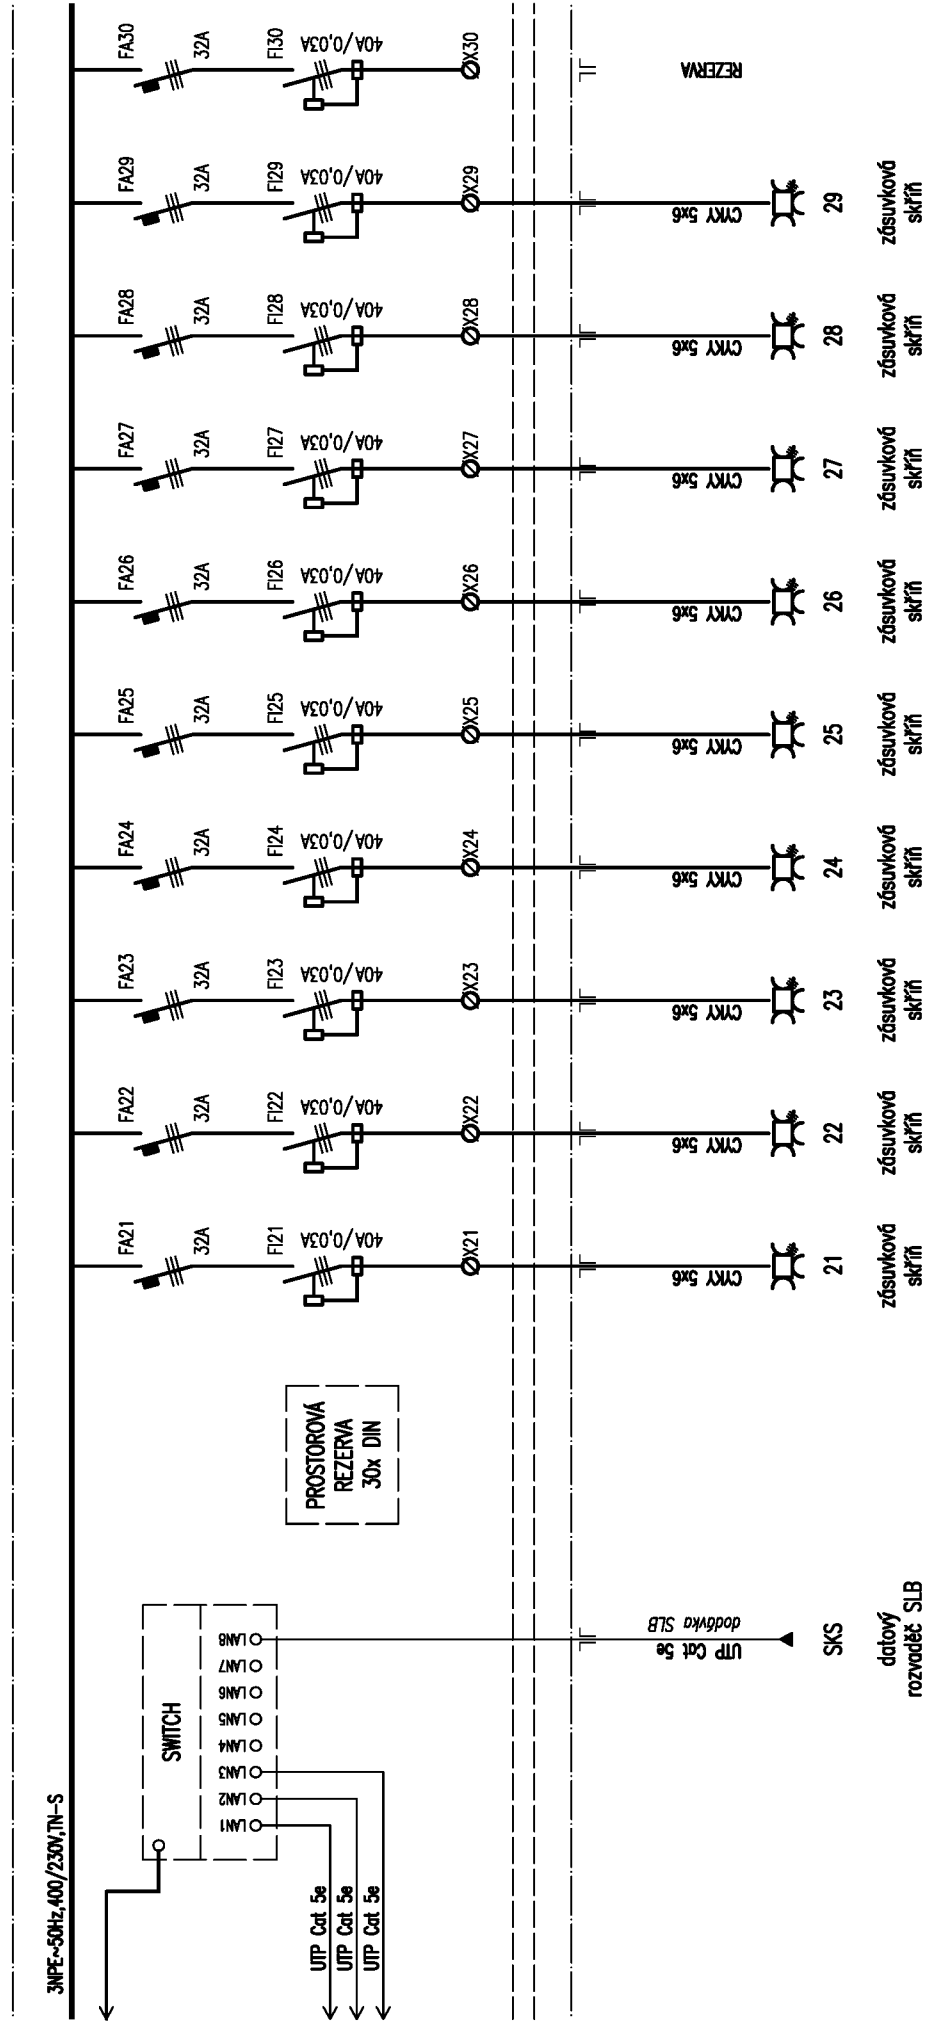 3NPE~50Hz,400/230V,TN-S
SWITCH
LAN1
LAN2
LAN3
LAN4
LAN5
LAN6
LAN7
LAN8
UTP Cat 5e
UTP Cat 5e
UTP Cat 5e
UTP Cat 5e
dodávka SLB
SKS
datový
rozvaděč SLB
PROSTOROVÁ
REZERVA
30x DIN
FA21
32A
FI21
40A/0,03A
X21
CYKY 5x6
21
zásuvková
skříň
FA22
32A
FI22
40A/0,03A
X22
CYKY 5x6
22
zásuvková
skříň
FA23
32A
FI23
40A/0,03A
X23
CYKY 5x6
23
zásuvková
skříň
FA24
32A
FI24
40A/0,03A
X24
CYKY 5x6
24
zásuvková
skříň
FA25
32A
FI25
40A/0,03A
X25
CYKY 5x6
25
zásuvková
skříň
FA26
32A
FI26
40A/0,03A
X26
CYKY 5x6
26
zásuvková
skříň
FA27
32A
FI27
40A/0,03A
X27
CYKY 5x6
27
zásuvková
skříň
FA28
32A
FI28
40A/0,03A
X28
CYKY 5x6
28
zásuvková
skříň
FA29
32A
FI29
40A/0,03A
X29
CYKY 5x6
29
zásuvková
skříň
FA30
32A
FI30
40A/0,03A
X30
REZERVA